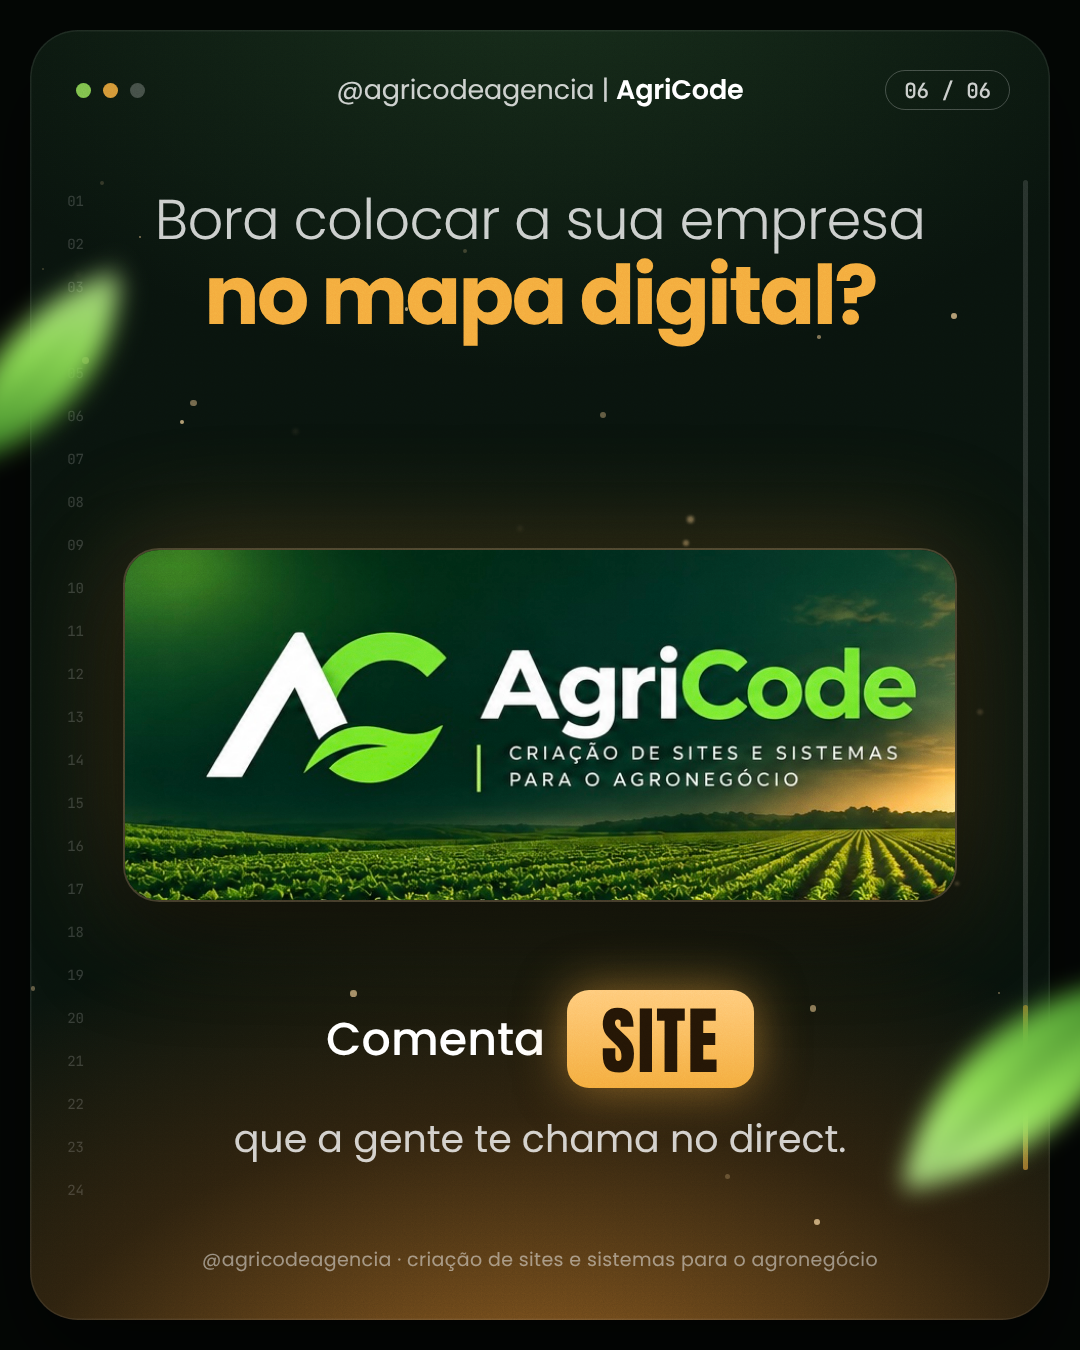 @agricodeagencia | AgriCode
06 / 06
Bora colocar a sua empresa
no mapa digital?
01
02
03
06
07
08
09
10
11
12
13
14
15
16
17
18
19
20
21
22
23
24
AgriCode
CRIAÇÃO DE SITES E SISTEMAS
PARA O AGRONEGÓCIO
Comenta SITE
que a gente te chama no direct.
@agricodeagencia · criação de sites e sistemas para o agronegócio